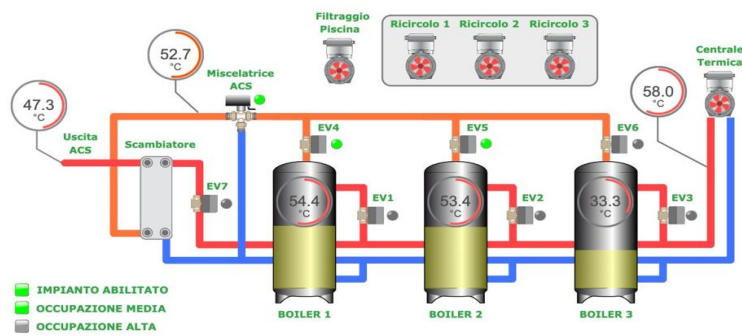 Filtraggio
Piscina
Ricircolo 1 Ricircolo 2 Ricircolo 3
Centrale
Termica
52.7
°C
Miscelatrice
ACS
58.0
°C
47.3
°C
Uscita
ACS
Scambiatore
EV4
EV5
EV6
EV7
54.4
°C
EV1
53.4
°C
EV2
33.3
°C
EV3
IMPIANTO ABILITATO
OCCUPAZIONE MEDIA
OCCUPAZIONE ALTA
BOILER 1
BOILER 2
BOILER 3